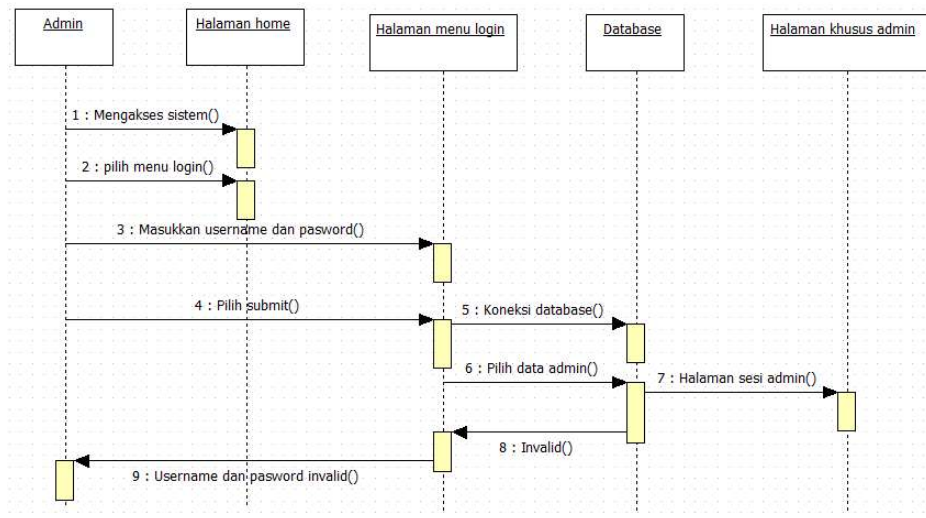 Admin
Halaman home
Halaman menu login
Database
Halaman khusus admin
1 : Mengakses sistem()
2 : pilih menu login()
3 : Masukkan username dan pasword()
4 : Pilih submit()
5 : Koneksi database()
6 : Pilih data admin()
7 : Halaman sesi admin()
8 : Invalid()
9 : Username dan pasword invalid()